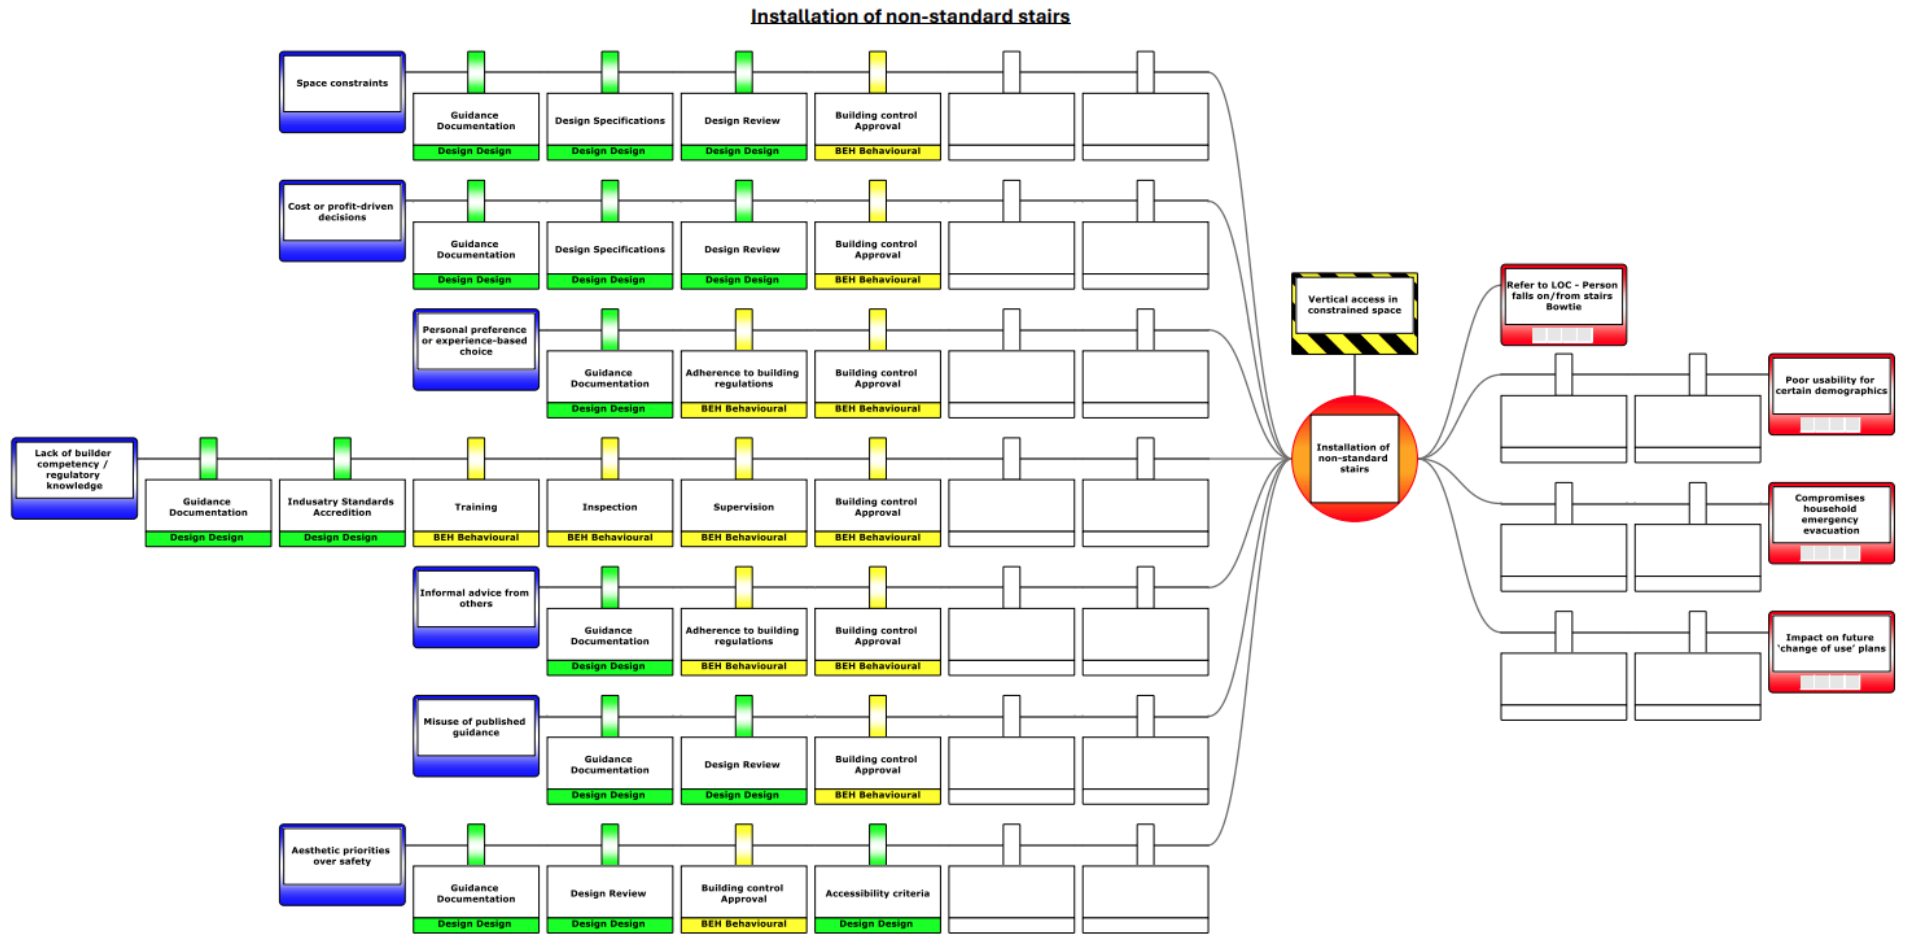 Installation of non-standard stairs
Space constraints
Guidance
Documentation
Design Design
Design Specifications
Design Design
Design Review
Design Design
Building control
Approval
BEH Behavioural
Cost or profit-driven
decisions
Guidance
Documentation
Design Design
Design Specifications
Design Design
Design Review
Design Design
Building control
Approval
BEH Behavioural
Personal preference
or experience-based
choice
Guidance
Documentation
Design Design
Adherence to building
regulations
BEH Behavioural
Building control
Approval
BEH Behavioural
Lack of builder
competency /
regulatory
knowledge
Guidance
Documentation
Design Design
Indusatry Standards
Accredition
Design Design
Training
BEH Behavioural
Inspection
BEH Behavioural
Supervision
BEH Behavioural
Building control
Approval
BEH Behavioural
Informal advice from
others
Guidance
Documentation
Design Design
Adherence to building
regulations
BEH Behavioural
Building control
Approval
BEH Behavioural
Misuse of published
guidance
Guidance
Documentation
Design Design
Design Review
Design Design
Building control
Approval
BEH Behavioural
Aesthetic priorities
over safety
Guidance
Documentation
Design Design
Design Review
Design Design
Building control
Approval
BEH Behavioural
Accessibility criteria
Design Design
Vertical access in
constrained space
Installation of
non-standard
stairs
Refer to LOC - Person
falls on/from stairs
Bowtie
Poor usability for
certain demographics
Compromises
household
emergency
evacuation
Impact on future
‘change of use’ plans